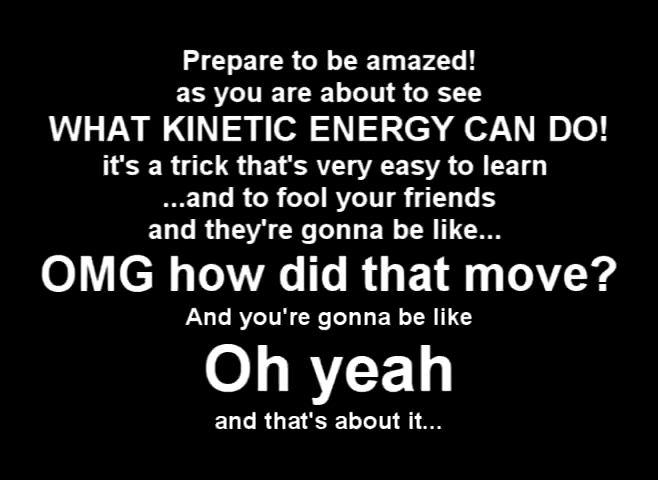 Prepare to be amazed!
as you are about to see
WHAT KINETIC ENERGY CAN DO!
it's a trick that's very easy to learn
...and to fool your friends
and they're gonna be like...
OMG how did that move?
And you're gonna be like
Oh yeah
and that's about it...